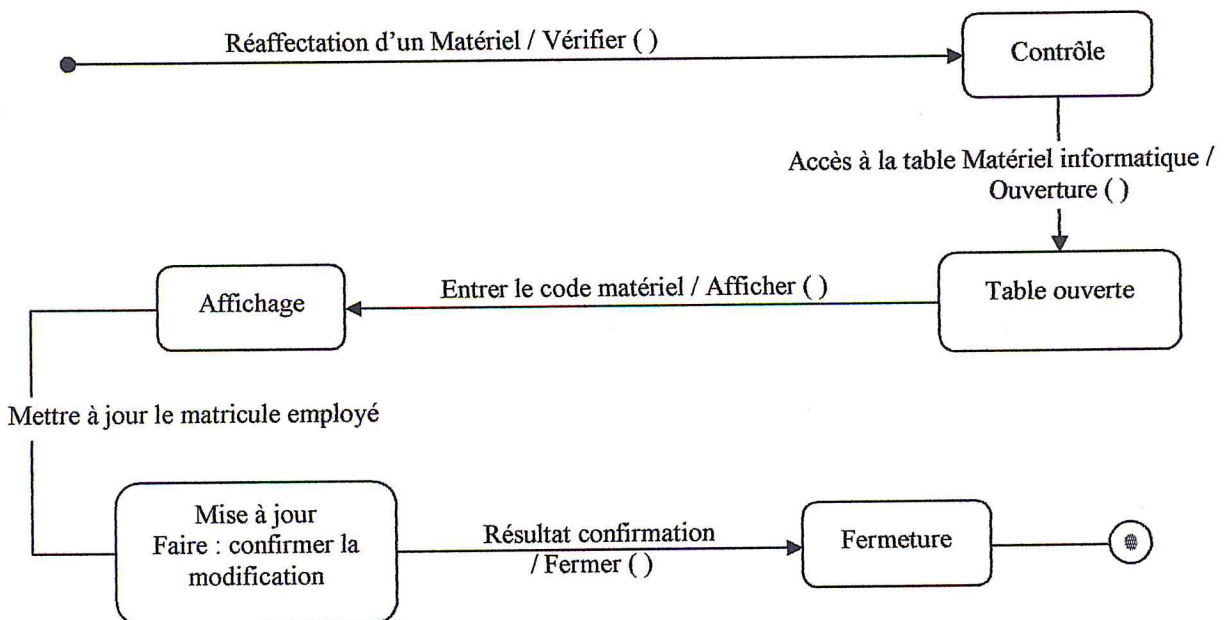 Réaffectation d'un Matériel / Vérifier ( )
Contrôle
Accès à la table Matériel informatique /
Ouverture ( )
Affichage
Entrer le code matériel / Afficher ( )
Table ouverte
Mettre à jour le matricule employé
Mise à jour
Faire : confirmer la
modification
Résultat confirmation
/ Fermer ( )
Fermeture